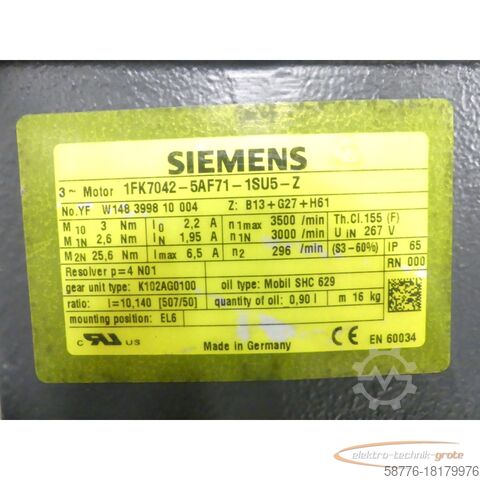 SIEMENS
3 ~ Motor 1FK7042-5AF71-1SU5-Z
No.YF W148 3998 10 004 Z: B13+G27+H61
M10 3 Nm I0 2,2 A n1max 3500 /min Th.Cl.155 (F)
M1N 2,6 Nm I1N 1,95 A n1N 3000 /min U IN 267 V
M2N 25,6 Nm Imax 6,5 A n2 296 /min (S3-60%) IP 65
Resolver p=4 N01 RN 000
gear unit type: K102AG0100 oil type: Mobil SHC 629
ratio: i=10,140 [507/50] quantity of oil: 0,90 l m 16 kg
mounting position: EL6
C US Made in Germany CE EN 60034
elektro-technik-grote
58776-18179976